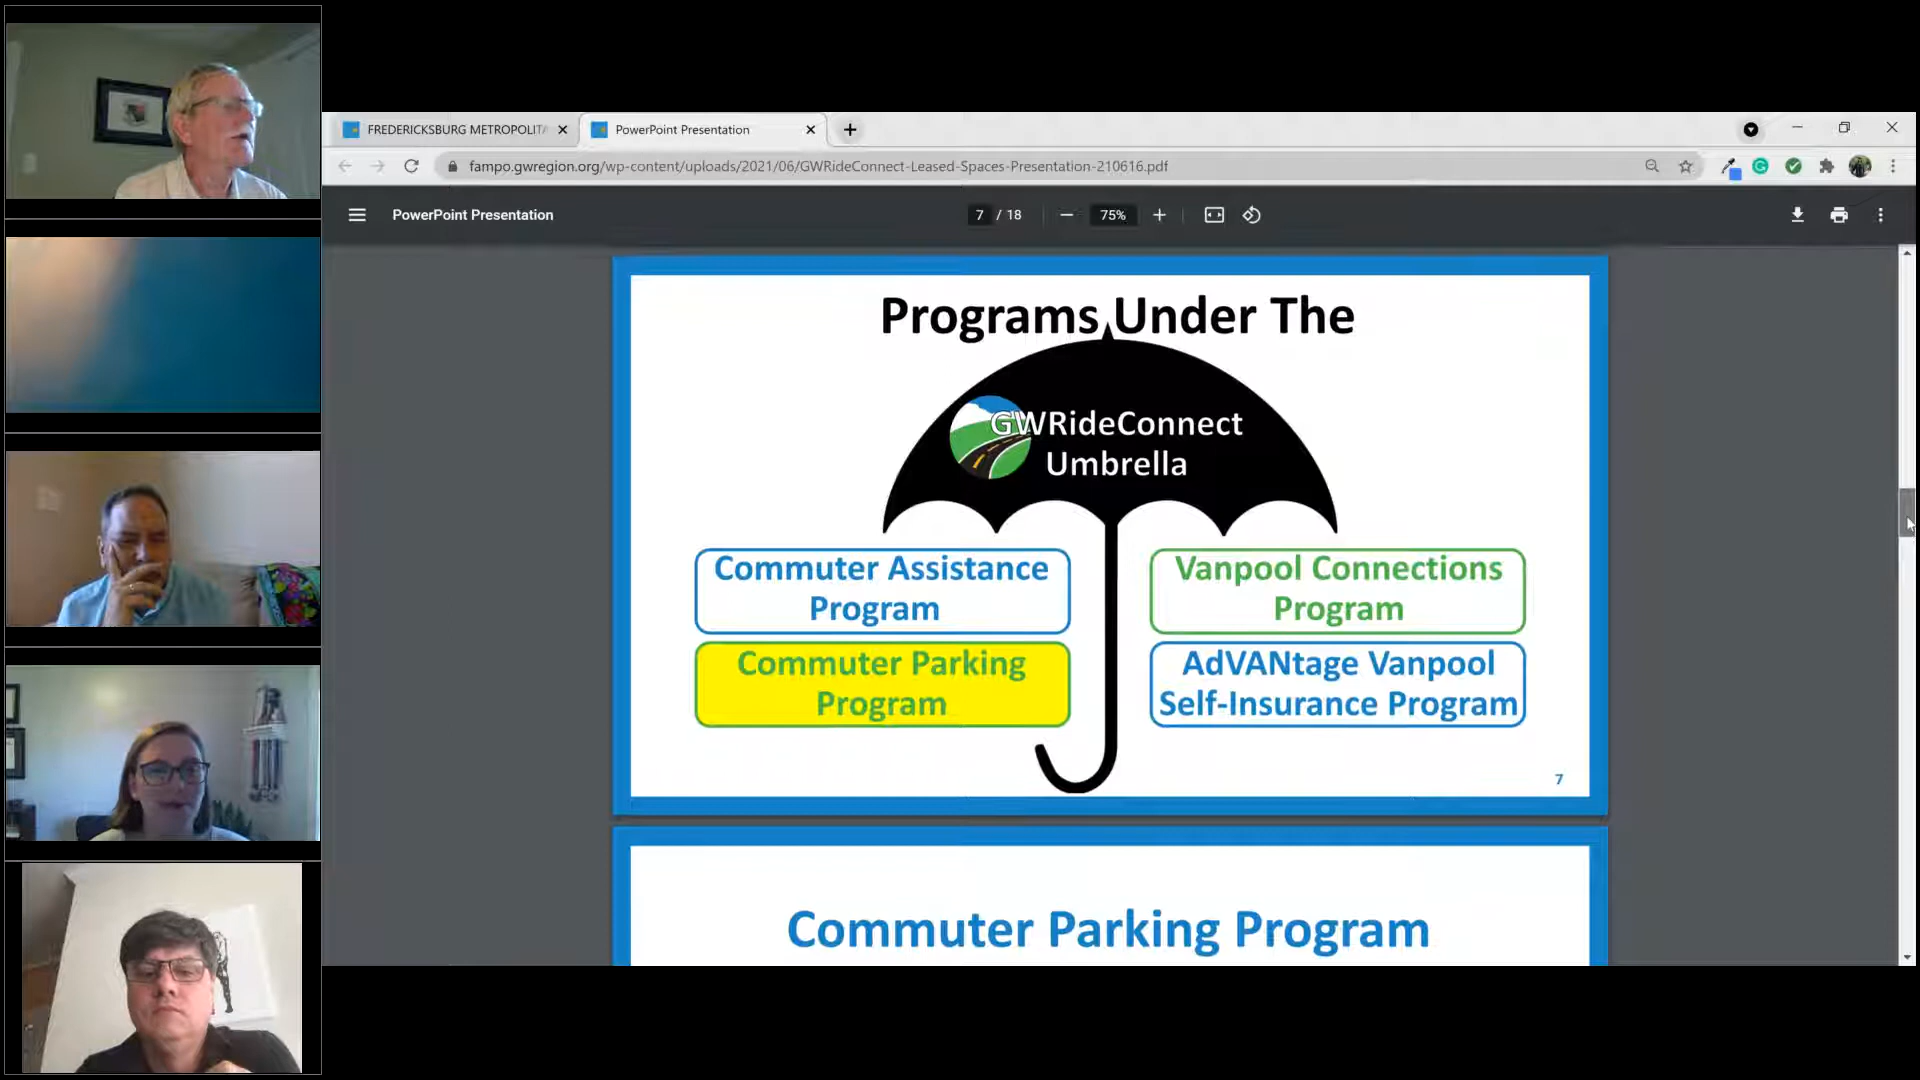 FREDERICKSBURG METROPOLITA
PowerPoint Presentation
fampo.gwregion.org/wp-content/uploads/2021/06/GWRideConnect-Leased-Spaces-Presentation-210616.pdf
PowerPoint Presentation
7 / 18
75%
Programs Under The
GWRideConnect
Umbrella
Commuter Assistance
Program
Vanpool Connections
Program
Commuter Parking
Program
AdVANtage Vanpool
Self-Insurance Program
7
Commuter Parking Program